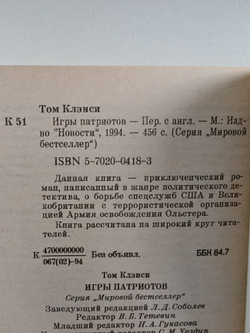 Том Клэнси
К 51
Игры патриотов — Пер. с англ. — М.: Изд-
во "Новости", 1994. — 456 с. (Серия „Мировой
бестселлер")
ISBN 5-7020-0418-3
Данная книга — приключенческий ро-
ман, написанный в жанре политического де-
тектива, о борьбе спецслужб США и Вели-
кобритании с террористической организа-
цией Армия освобождения Ольстера.
Книга рассчитана на широкий круг чита-
телей.
К 4700000000
067(02)-94 Без объявл.
ББК 84.7
Том Клэнси
ИГРЫ ПАТРИОТОВ
Серия „Мировой бестселлер"
Заведующий редакцией Л.Д. Соболев
Редактор В.Б. Тетевин
Младший редактор Н.А. Гукасова